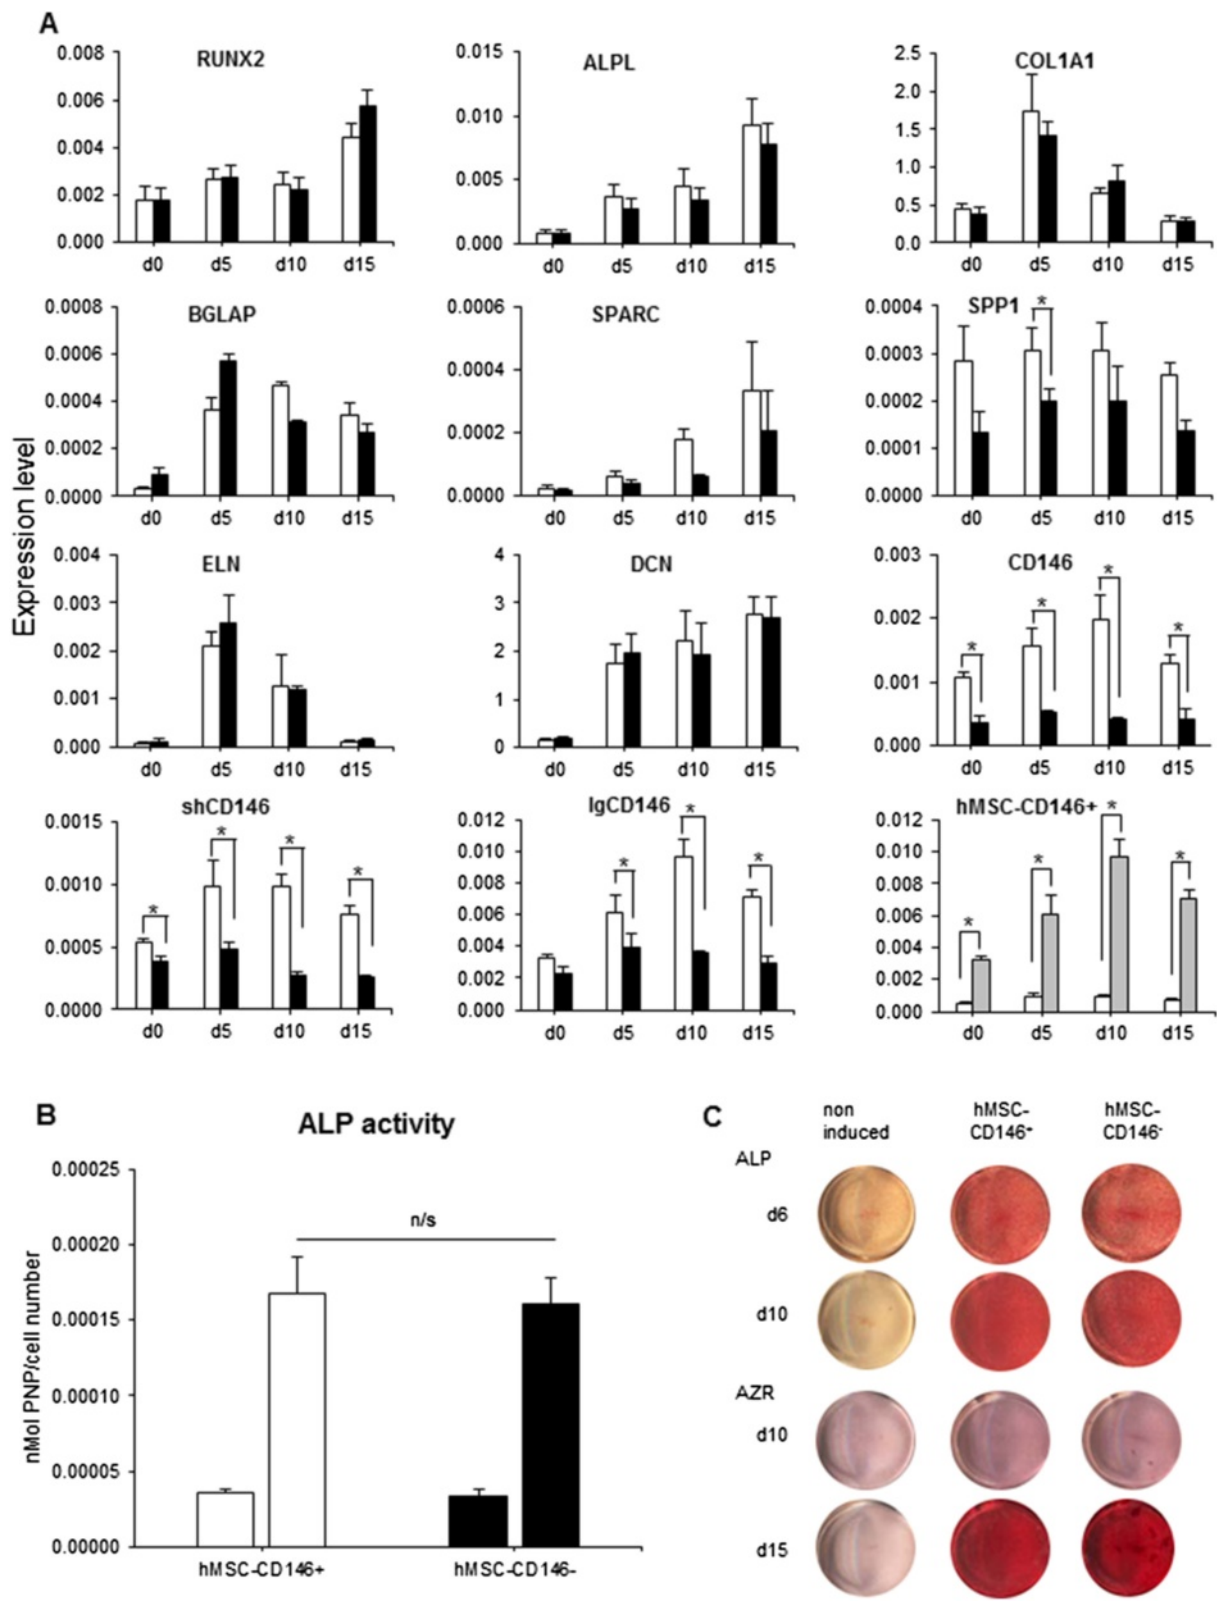 A
RUNX2
0.008
0.006
0.004
0.002
0.000
d0 d5 d10 d15
ALPL
0.015
0.010
0.005
0.000
d0 d5 d10 d15
COL1A1
2.5
2.0
1.5
1.0
0.5
0.0
d0 d5 d10 d15
Expression level
BGLAP
0.0008
0.0006
0.0004
0.0002
0.0000
d0 d5 d10 d15
SPARC
0.0006
0.0004
0.0002
0.0000
d0 d5 d10 d15
SPP1
*
0.0004
0.0003
0.0002
0.0001
0.0000
d0 d5 d10 d15
ELN
0.004
0.003
0.002
0.001
0.000
d0 d5 d10 d15
DCN
4
3
2
1
0
d0 d5 d10 d15
CD146
* * * *
0.003
0.002
0.001
0.000
d0 d5 d10 d15
shCD146
* * * *
0.0015
0.0010
0.0005
0.0000
d0 d5 d10 d15
lgCD146
* * *
0.012
0.010
0.008
0.006
0.004
0.002
0.000
d0 d5 d10 d15
hMSC-CD146+
* * * *
0.012
0.010
0.008
0.006
0.004
0.002
0.000
d0 d5 d10 d15
B
ALP activity
nMol PNP/cell number
0.00025
0.00020
0.00015
0.00010
0.00005
0.00000
n/s
hMSC-CD146+ hMSC-CD146-
C
non
induced
hMSC-
CD146+
hMSC-
CD146-
ALP
d6
d10
AZR
d10
d15